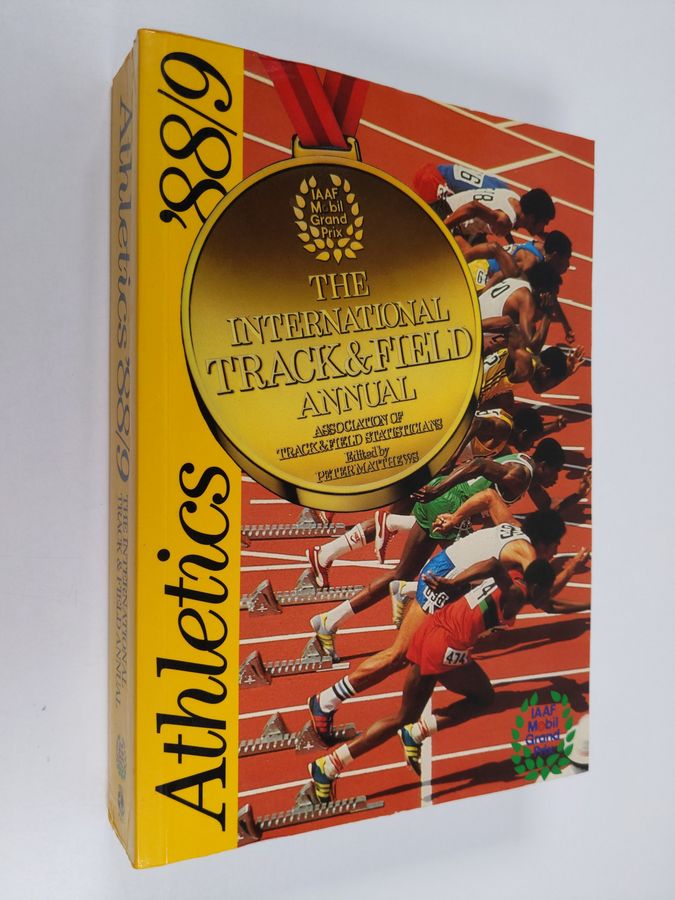 Athletics '88/9
IAAF
Mobil
Grand
Prix
THE
INTERNATIONAL
TRACK&FIELD
ANNUAL
ASSOCIATION OF
TRACK&FIELD STATISTICIANS
Edited by
PETER MATTHEWS
474
IAAF
Mobil
Grand
Prix
Athletics '88/9
THE INTERNATIONAL
TRACK & FIELD ANNUAL